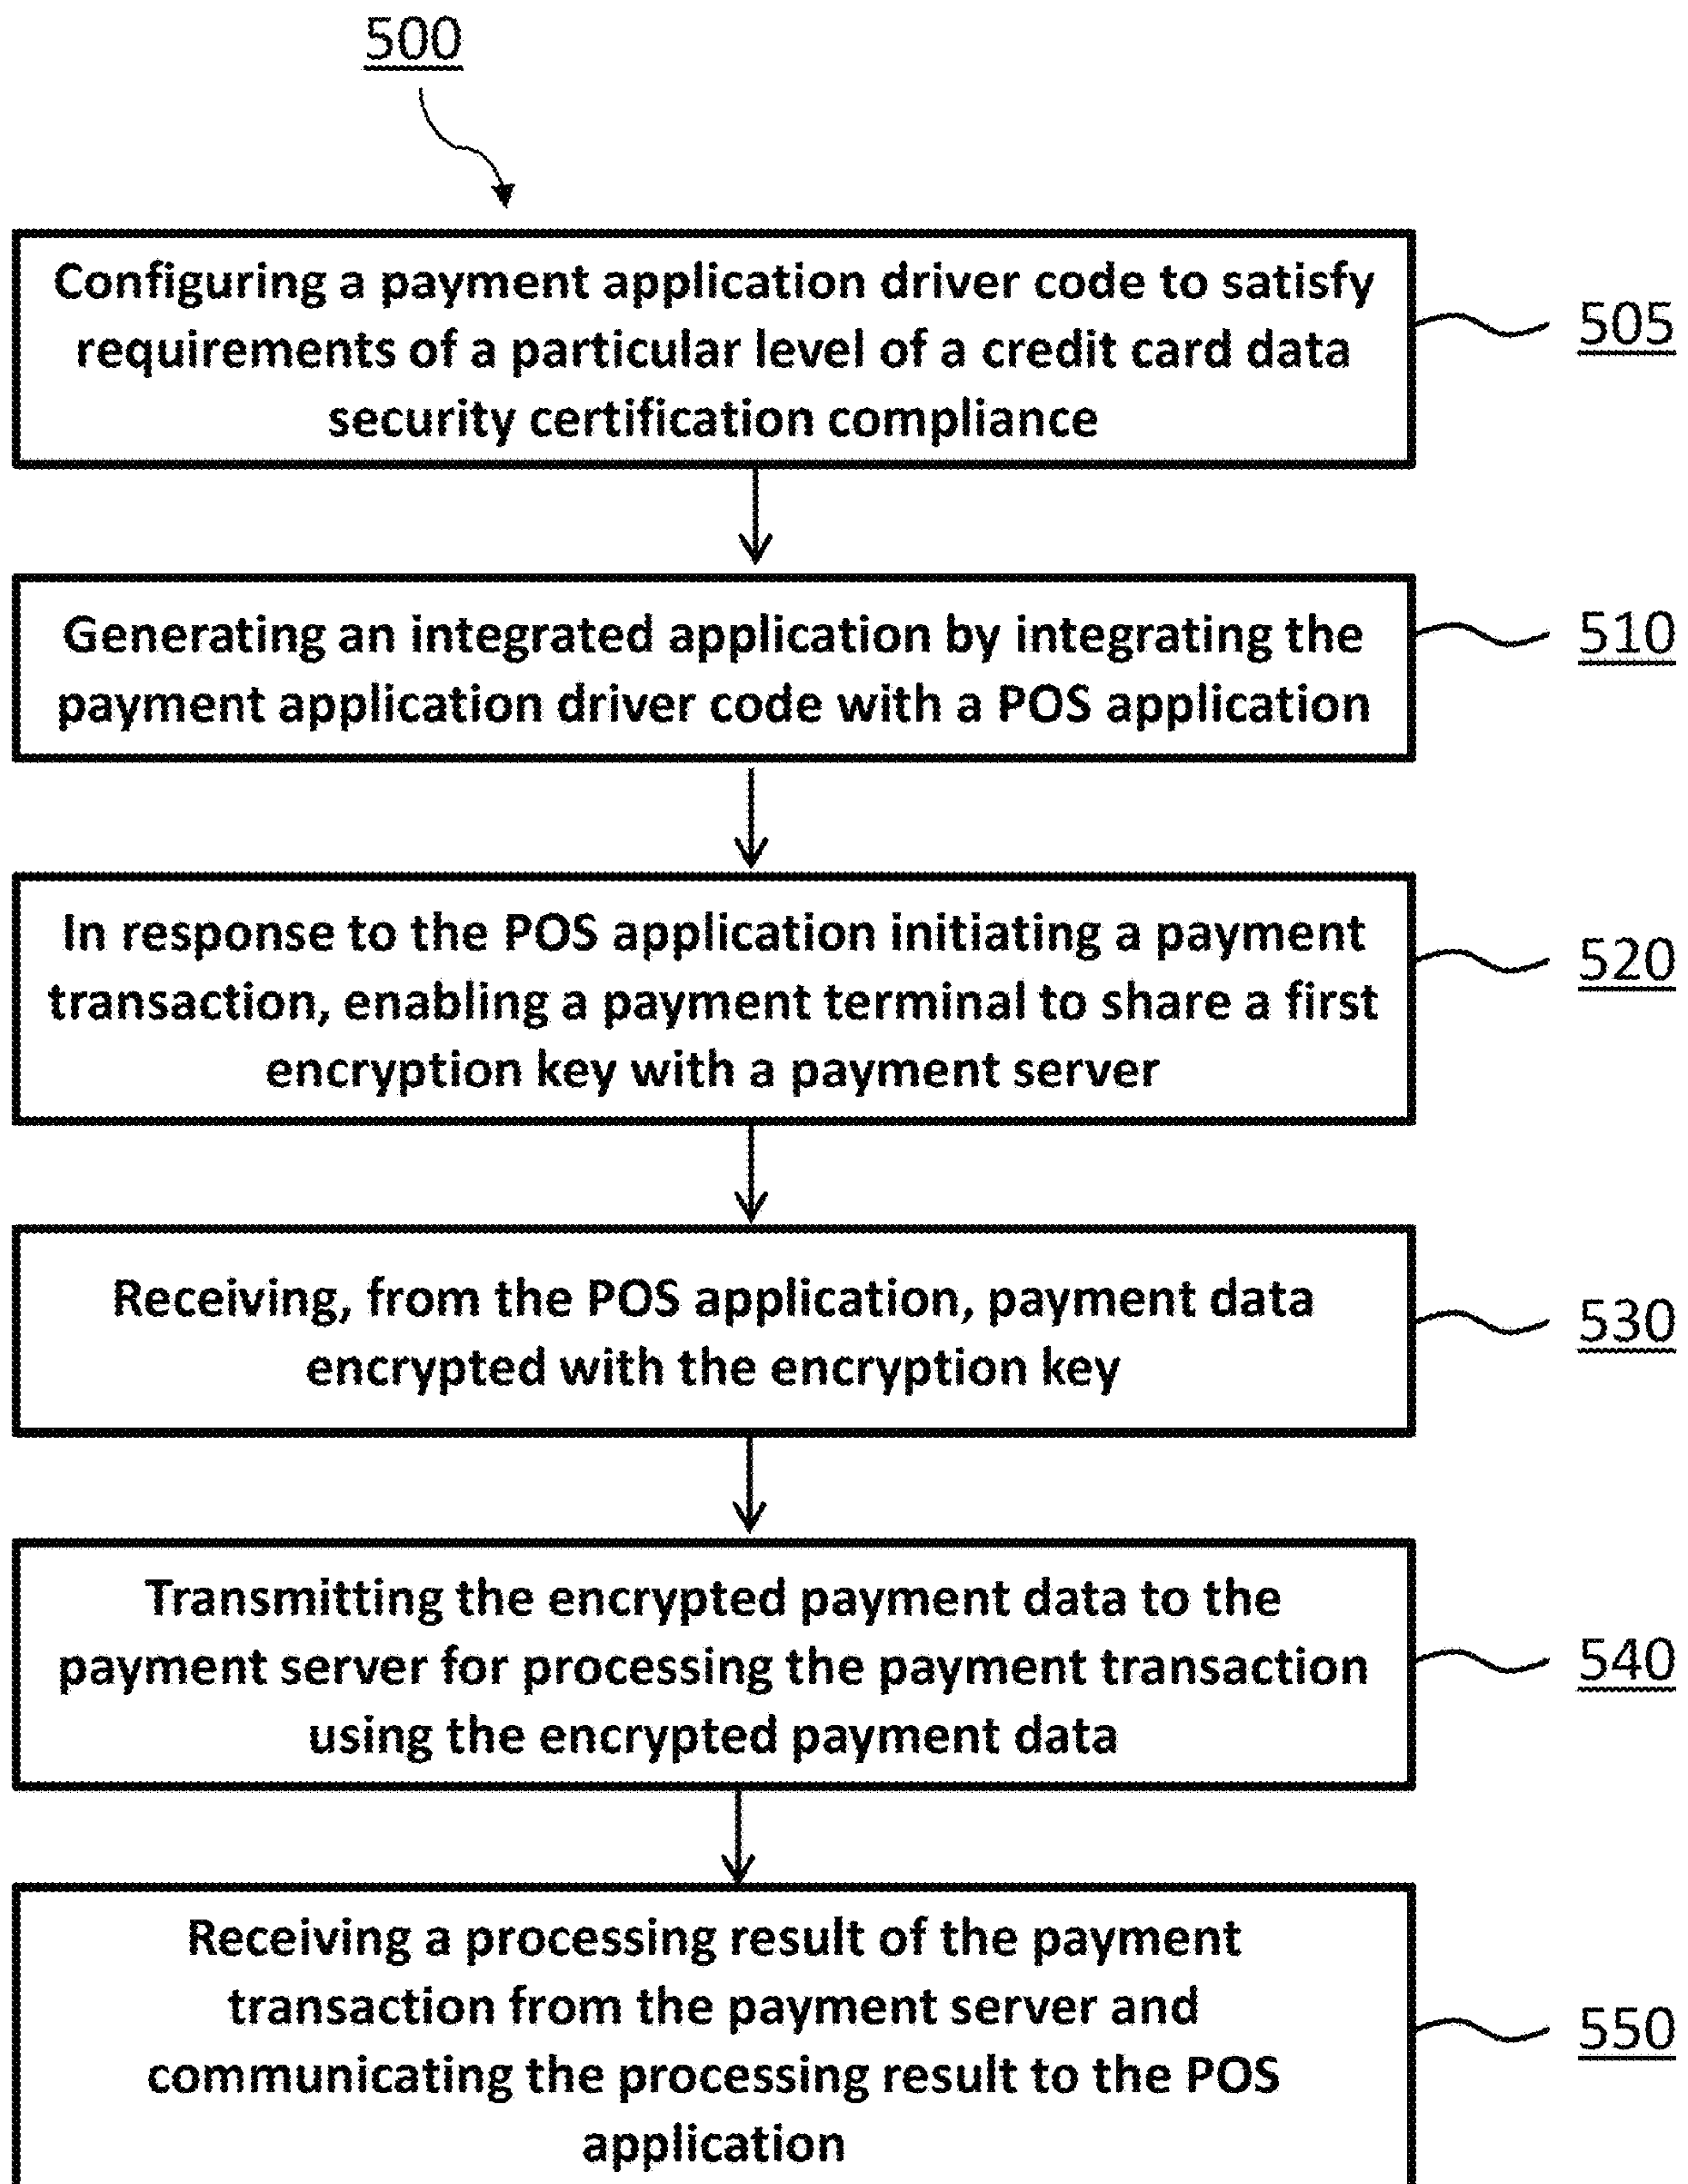 500
Configuring a payment application driver code to satisfy
requirements of a particular level of a credit card data
security certification compliance
505
Generating an integrated application by integrating the
payment application driver code with a POS application
510
In response to the POS application initiating a payment
transaction, enabling a payment terminal to share a first
encryption key with a payment server
520
Receiving, from the POS application, payment data
encrypted with the encryption key
530
Transmitting the encrypted payment data to the
payment server for processing the payment transaction
using the encrypted payment data
540
Receiving a processing result of the payment
transaction from the payment server and
communicating the processing result to the POS
application
550